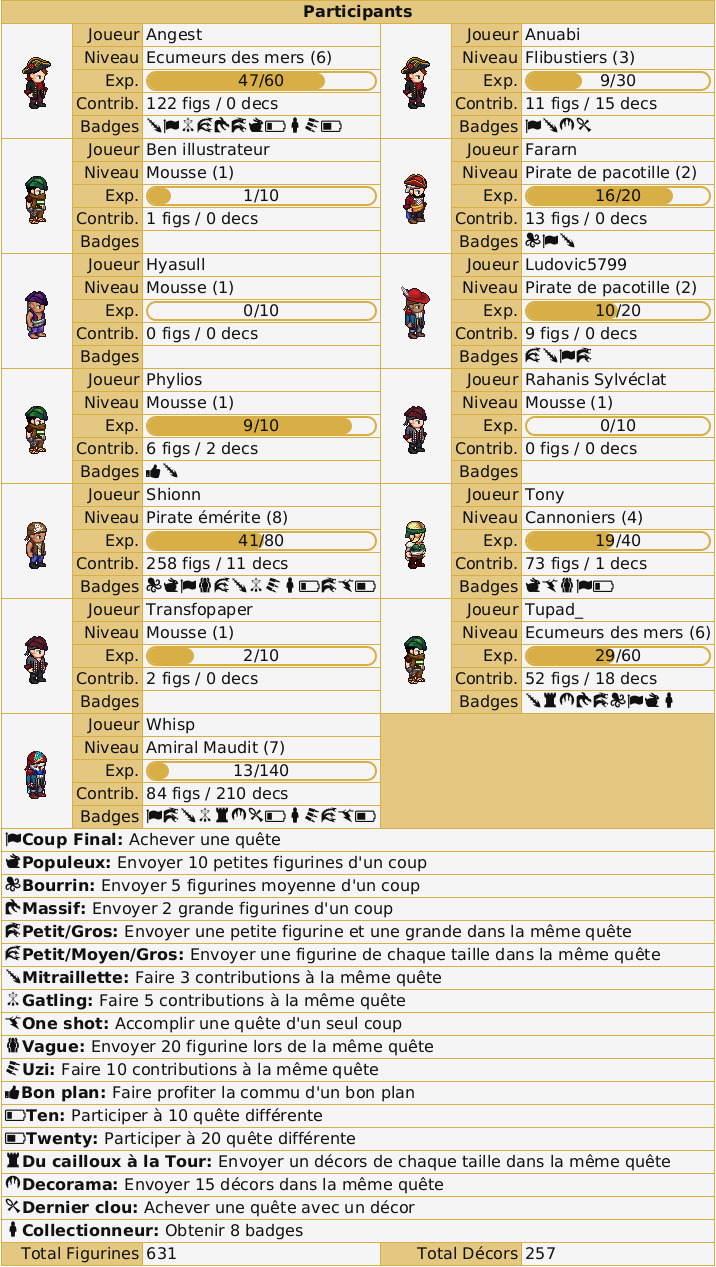 Participants
Joueur Angest
Niveau Ecumeurs des mers (6)
Exp. 47/60
Contrib. 122 figs / 0 decs
Badges
Joueur Anuabi
Niveau Flibustiers (3)
Exp. 9/30
Contrib. 11 figs / 15 decs
Badges
Joueur Ben illustrateur
Niveau Mousse (1)
Exp. 1/10
Contrib. 1 figs / 0 decs
Badges
Joueur Fararn
Niveau Pirate de pacotille (2)
Exp. 16/20
Contrib. 13 figs / 0 decs
Badges
Joueur Hyasull
Niveau Mousse (1)
Exp. 0/10
Contrib. 0 figs / 0 decs
Badges
Joueur Ludovic5799
Niveau Pirate de pacotille (2)
Exp. 10/20
Contrib. 9 figs / 0 decs
Badges
Joueur Phylios
Niveau Mousse (1)
Exp. 9/10
Contrib. 6 figs / 2 decs
Badges
Joueur Rahanis Sylvéclat
Niveau Mousse (1)
Exp. 0/10
Contrib. 0 figs / 0 decs
Badges
Joueur Shionn
Niveau Pirate émérite (8)
Exp. 41/80
Contrib. 258 figs / 11 decs
Badges
Joueur Tony
Niveau Cannoniers (4)
Exp. 19/40
Contrib. 73 figs / 1 decs
Badges
Joueur Transfopaper
Niveau Mousse (1)
Exp. 2/10
Contrib. 2 figs / 0 decs
Badges
Joueur Tupad_
Niveau Ecumeurs des mers (6)
Exp. 29/60
Contrib. 52 figs / 18 decs
Badges
Joueur Whisp
Niveau Amiral Maudit (7)
Exp. 13/140
Contrib. 84 figs / 210 decs
Badges
Coup Final: Achever une quête
Populeux: Envoyer 10 petites figurines d'un coup
Bourrin: Envoyer 5 figurines moyenne d'un coup
Massif: Envoyer 2 grande figurines d'un coup
Petit/Gros: Envoyer une petite figurine et une grande dans la même quête
Petit/Moyen/Gros: Envoyer une figurine de chaque taille dans la même quête
Mitraillette: Faire 3 contributions à la même quête
Gatling: Faire 5 contributions à la même quête
One shot: Accomplir une quête d'un seul coup
Vague: Envoyer 20 figurine lors de la même quête
Uzi: Faire 10 contributions à la même quête
Bon plan: Faire profiter la commu d'un bon plan
Ten: Participer à 10 quête différente
Twenty: Participer à 20 quête différente
Du cailloux à la Tour: Envoyer un décors de chaque taille dans la même quête
Decorama: Envoyer 15 décors dans la même quête
Dernier clou: Achever une quête avec un décor
Collectionneur: Obtenir 8 badges
Total Figurines 631
Total Décors 257